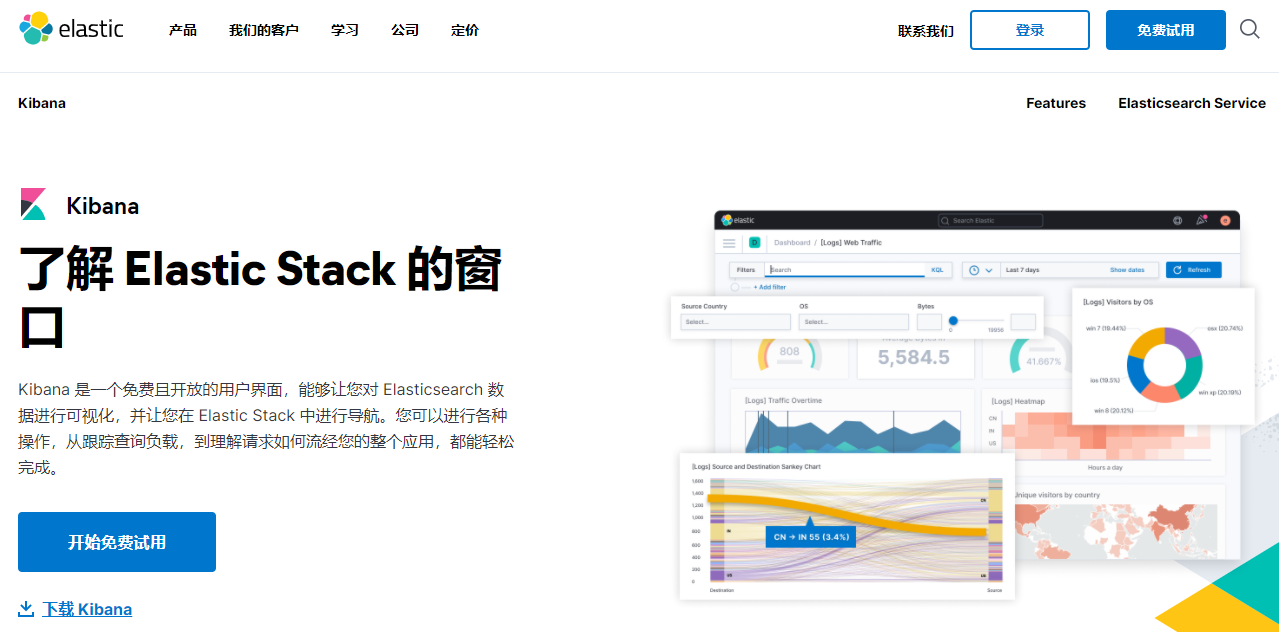 elastic
产品 我们的客户 学习 公司 定价
联系我们 登录 免费试用
Kibana
Features Elasticsearch Service
Kibana
了解 Elastic Stack 的窗
口
Kibana 是一个免费且开放的用户界面，能够让您对 Elasticsearch 数
据进行可视化，并让您在 Elastic Stack 中进行导航。您可以进行各种
操作，从跟踪查询负载，到理解请求如何流经您的整个应用，都能轻松
完成。
开始免费试用
下载 Kibana
elastic
Search Elastic
D Dashboard / [Logs] Web Traffic
Filters Search KQL Last 7 days Show dates Refresh
+ Add filter
Source Country OS Bytes
Select... Select...
[Logs] Visitors by OS
win 7 (18.44%) osx (20.74%)
ios (19.3%)
win xp (20.19%)
win 8 (20.12%)
808
5,584.5
41.667%
[Logs] Traffic Overtime
[Logs] Heatmap
CN
IN
US
Hours a day
[Logs] Source and Destination Sankey Chart
1,600
1,400
1,200
1,000
800
600
400
200
0
CN → IN 55 (3.4%)
Destination Source
Unique visitors by country